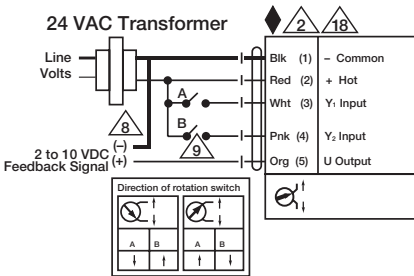 24 VAC Transformer
2
18
Line
Volts
Blk (1) – Common
Red (2) + Hot
A
Wht (3) Y₁ Input
B
Pnk (4) Y₂ Input
8
(–)
9
2 to 10 VDC
Feedback Signal (+)
Org (5) U Output
Direction of rotation switch
A B A B